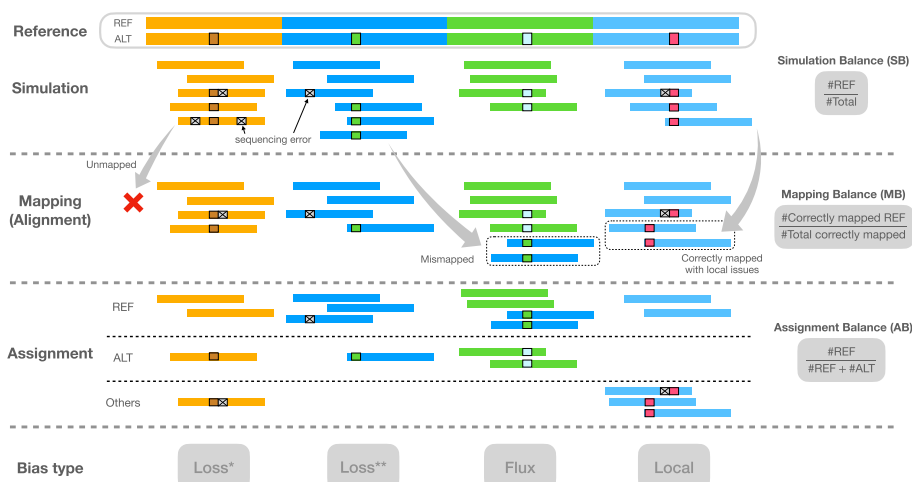 Reference
REF
ALT
Simulation
sequencing error
Simulation Balance (SB)
#REF
#Total
Unmapped
Mapping
(Alignment)
Mismapped
Correctly mapped
with local issues
Mapping Balance (MB)
#Correctly mapped REF
#Total correctly mapped
Assignment
REF
ALT
Others
Assignment Balance (AB)
#REF
#REF + #ALT
Bias type
Loss*
Loss**
Flux
Local